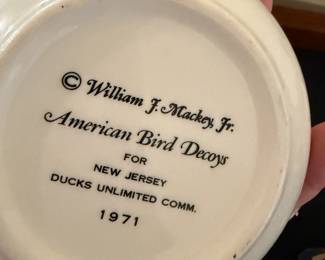 © William J. Mackey, Jr.
American Bird Decoys
FOR
NEW JERSEY
DUCKS UNLIMITED COMM.
1971